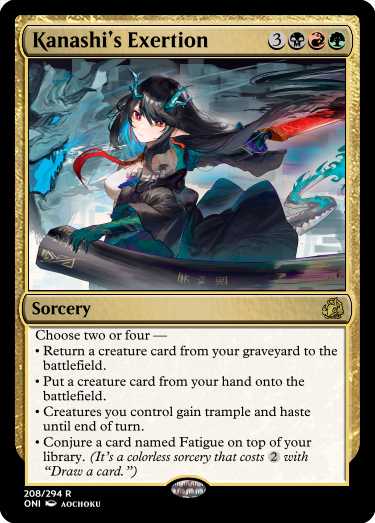 Kanashi's Exertion 3
Sorcery
Choose two or four —
• Return a creature card from your graveyard to the
battlefield.
• Put a creature card from your hand onto the
battlefield.
• Creatures you control gain trample and haste
until end of turn.
• Conjure a card named Fatigue on top of your
library. (It's a colorless sorcery that costs 2 with
“Draw a card.”)
208/294 R
ONI AOCHOKU